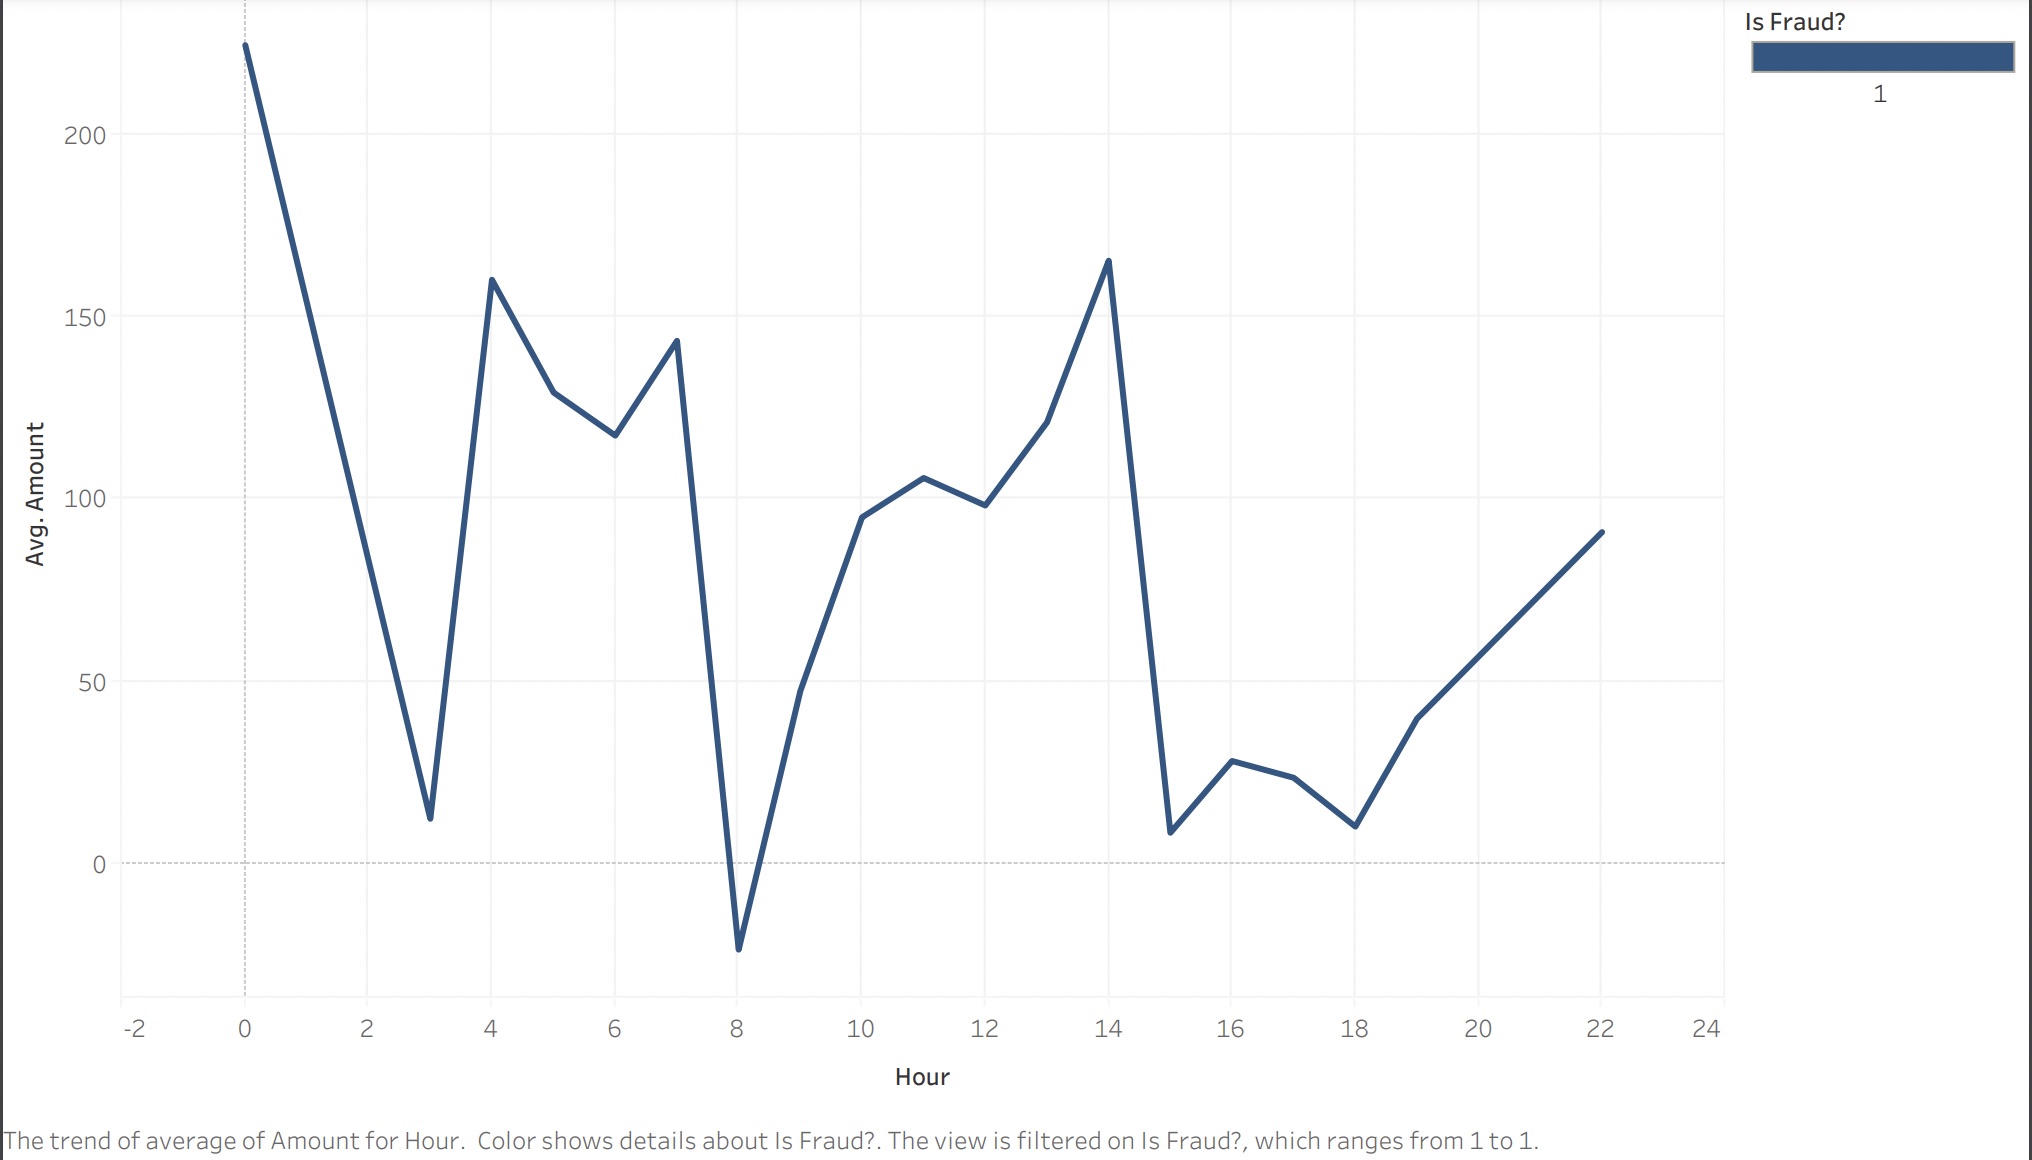 Is Fraud?
1
200
150
100
50
0
Avg. Amount
-2 0 2 4 6 8 10 12 14 16 18 20 22 24
Hour
The trend of average of Amount for Hour.  Color shows details about Is Fraud?. The view is filtered on Is Fraud?, which ranges from 1 to 1.